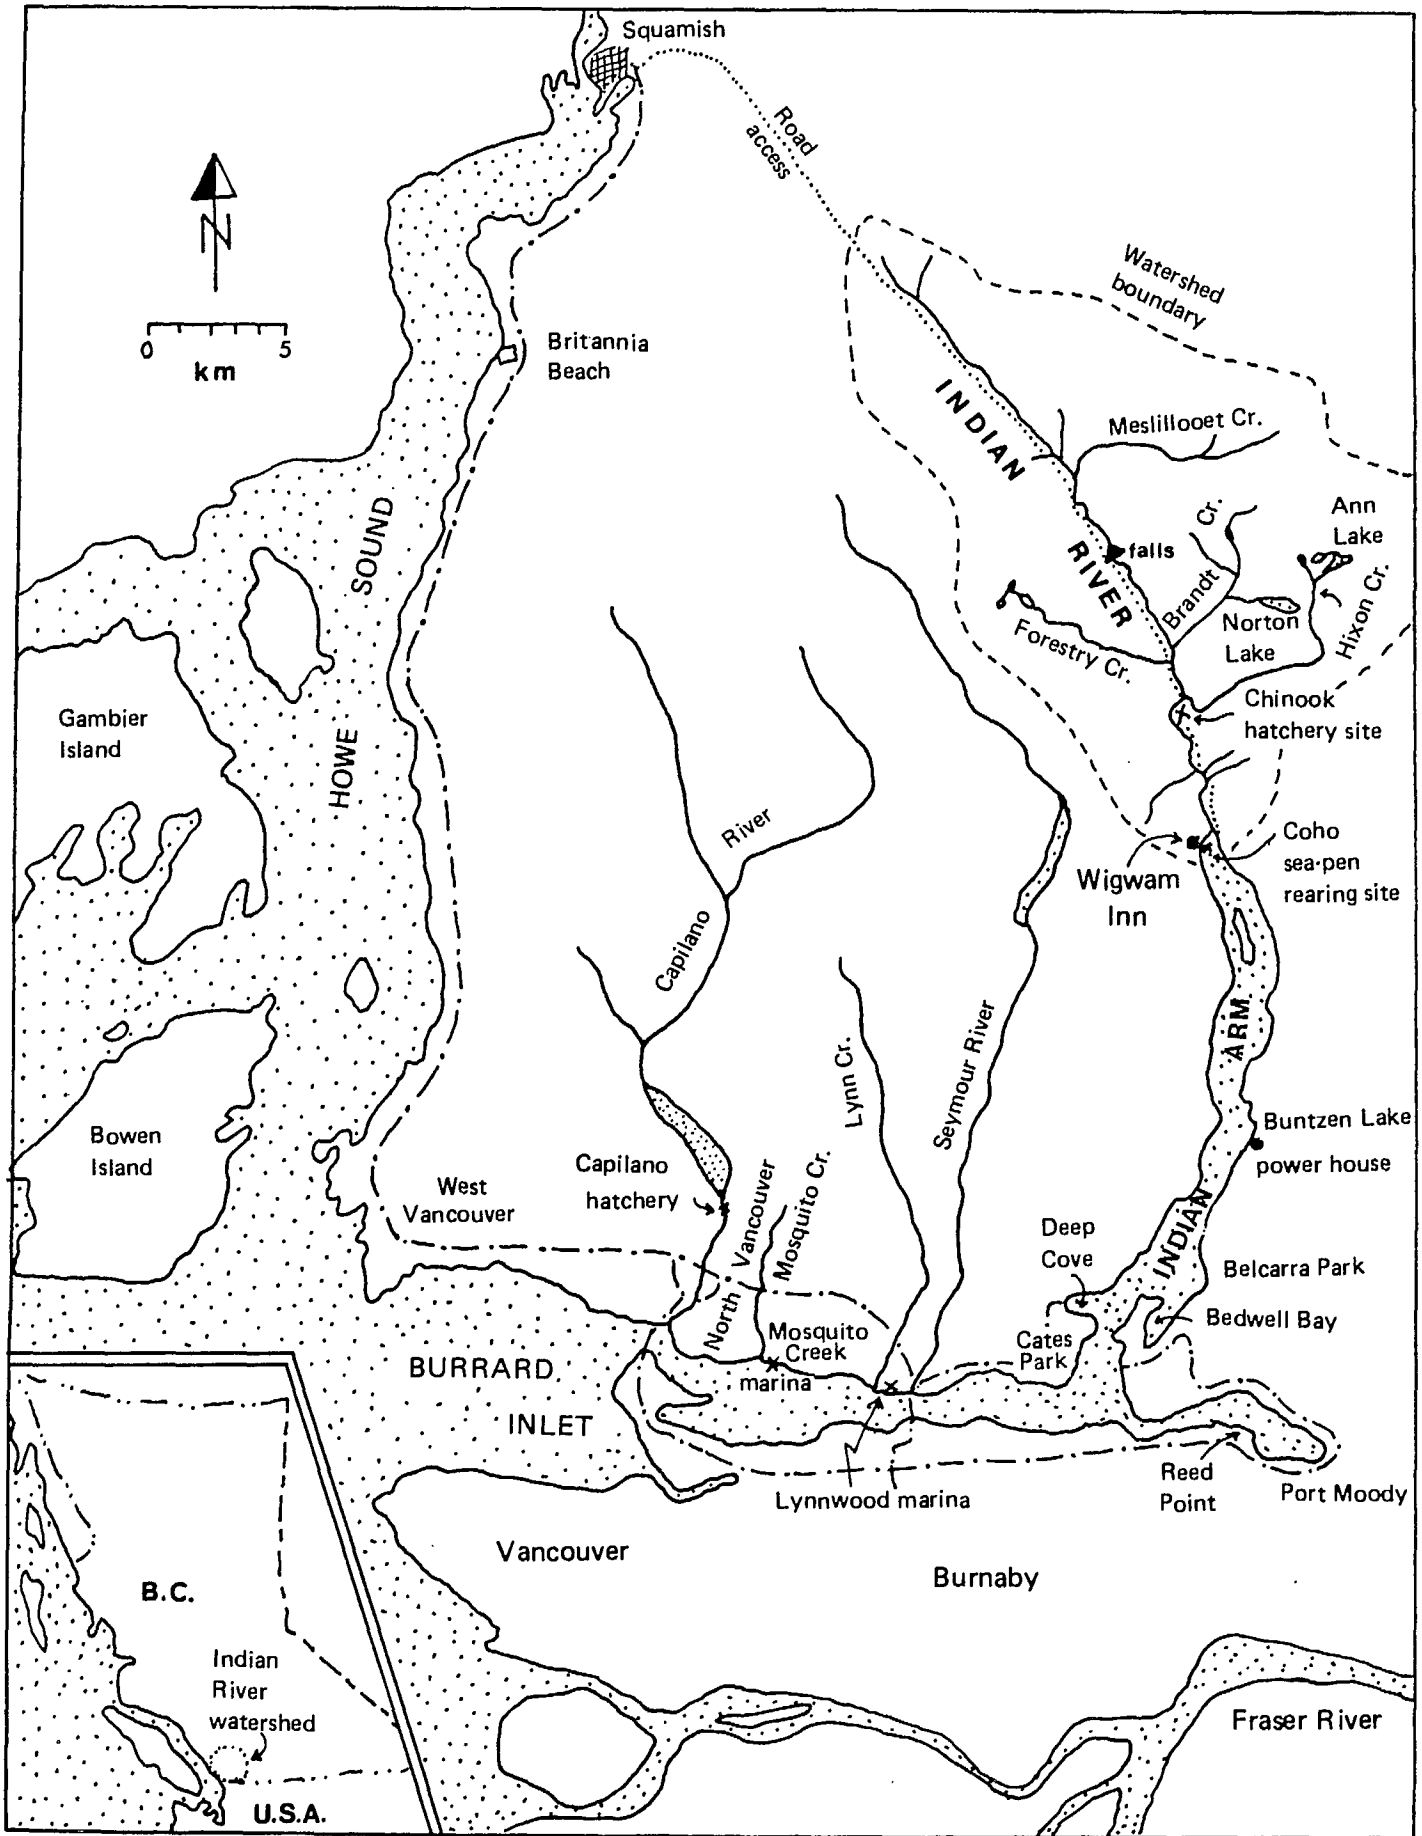 Squamish
Road
access
N
0 5
km
Watershed
boundary
Britannia
Beach
INDIAN
RIVER
Meslillooet Cr.
falls
Ann
Lake
Brandt Cr.
Norton
Lake
Hixon Cr.
Forestry Cr.
HOWE SOUND
Gambier
Island
Chinook
hatchery site
Capilano River
Wigwam
Inn
Coho
sea-pen
rearing site
INDIAN ARM
Lynn Cr.
Seymour River
Bowen
Island
Buntzen Lake
power house
Capilano
hatchery
West
Vancouver
North Vancouver
Mosquito Cr.
Deep
Cove
Belcarra Park
Bedwell Bay
Cates
Park
Mosquito
Creek
marina
BURRARD
INLET
Lynnwood marina
Reed
Point
Port Moody
Vancouver
Burnaby
Fraser River
B.C.
Indian
River
watershed
U.S.A.